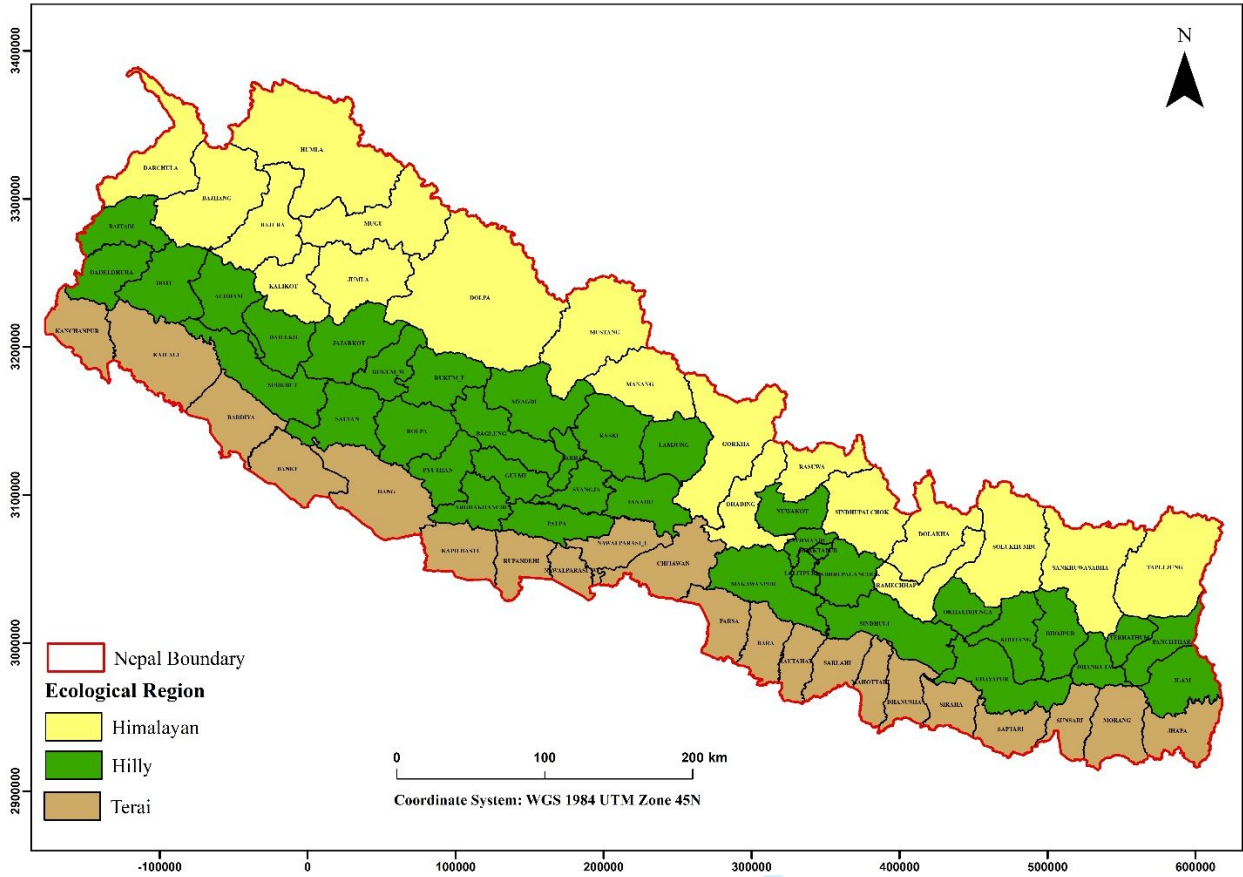 N
3400000
3300000
3200000
3100000
3000000
2900000
HUMLA
DARCHULA
BAJHANG
BAJURA
MUGU
BAITADI
DADELDHURA
DOTI
ACHHAM
KALIKOT
JUMLA
DOLPA
KANCHANPUR
KAILALI
DAILEKH
JAJARKOT
MUSTANG
RUKUM_W
RUKUM_E
MANANG
SURKHET
SALYAN
MYAGDI
BARDIYA
ROLPA
BAGLUNG
KASKI
LAMJUNG
GORKHA
BANKE
DANG
PYUTHAN
GULMI
SYANGJA
TANAHU
RASUWA
DHADING
NUWAKOT
SINDHUPALCHOK
ARGHAKHANCHI
PALPA
DOLAKHA
SOLUKHUMBU
SANKHUWASABHA
TAPLEJUNG
KAPILBASTU
RUPANDEHI
NAWALPARASI_E
CHITAWAN
LALITPUR
RAMECHHAP
MAKAWANPUR
OKHALDHUNGA
KHOTANG
BHOJPUR
TERHATHUM
PANCHTHAR
PARSA
BARA
SINDHULI
SARLAHI
DHANKUTA
ILAM
UDAYAPUR
DHANUSHA
SIRAHA
SAPTARI
SUNSARI
MORANG
JHAPA
Nepal Boundary
Ecological Region
Himalayan
Hilly
Terai
0 100 200 km
Coordinate System: WGS 1984 UTM Zone 45N
-100000 0 100000 200000 300000 400000 500000 600000